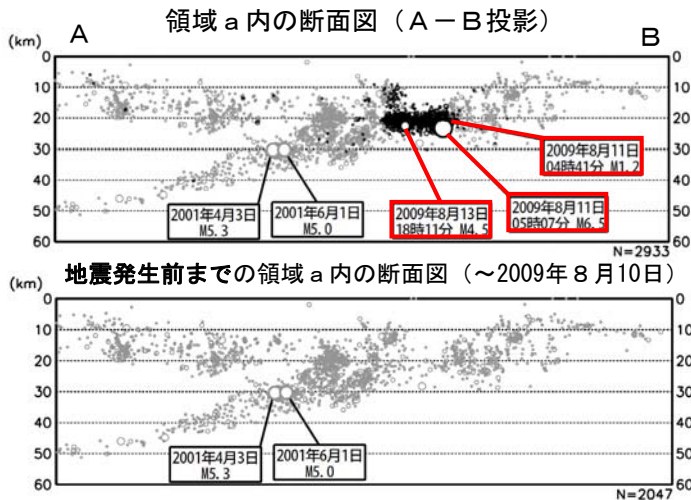 領域ａ内の断面図（Ａ－Ｂ投影）
(km) A B
0 0
10 10
20 20
30 30
40 40
50 50
60 60
2009年8月11日
04時41分 M1.2
2001年4月3日
M5.3
2001年6月1日
M5.0
2009年8月13日
18時11分 M4.5
2009年8月11日
05時07分 M6.5
N=2933
地震発生前までの領域ａ内の断面図（～2009年８月10日）
(km)
0 0
10 10
20 20
30 30
40 40
50 50
60 60
2001年4月3日
M5.3
2001年6月1日
M5.0
N=2047